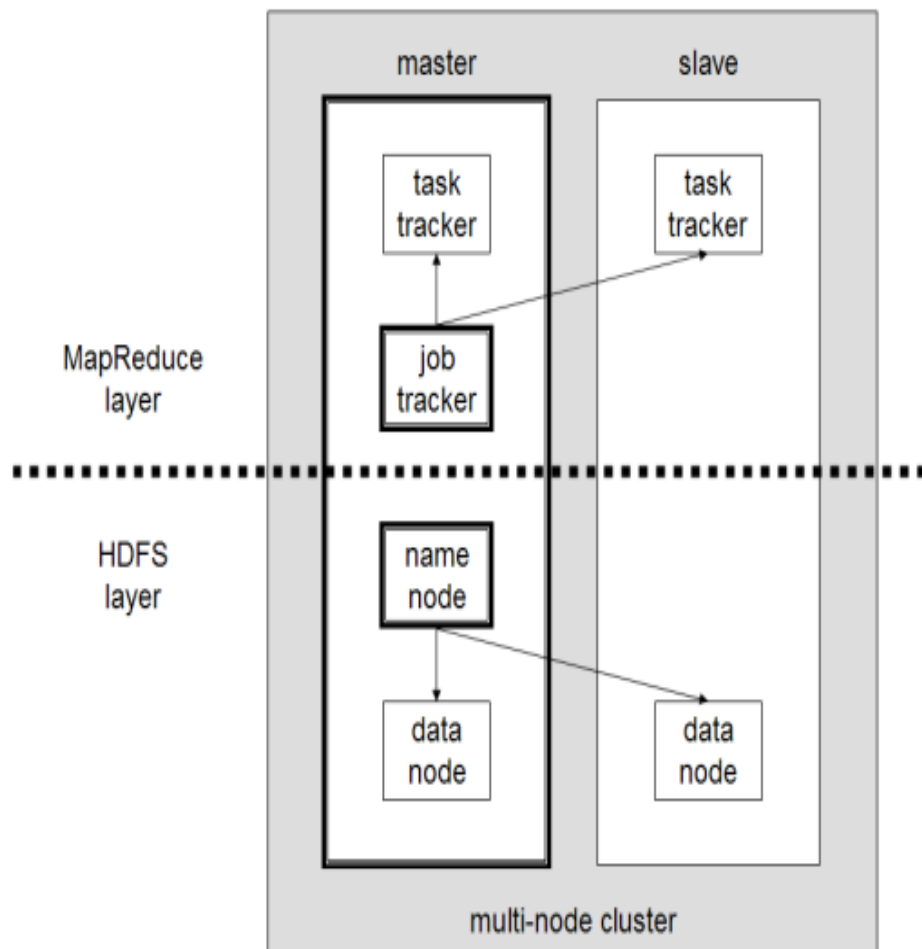 master
slave
task
tracker
task
tracker
MapReduce
layer
job
tracker
HDFS
layer
name
node
data
node
data
node
multi-node cluster